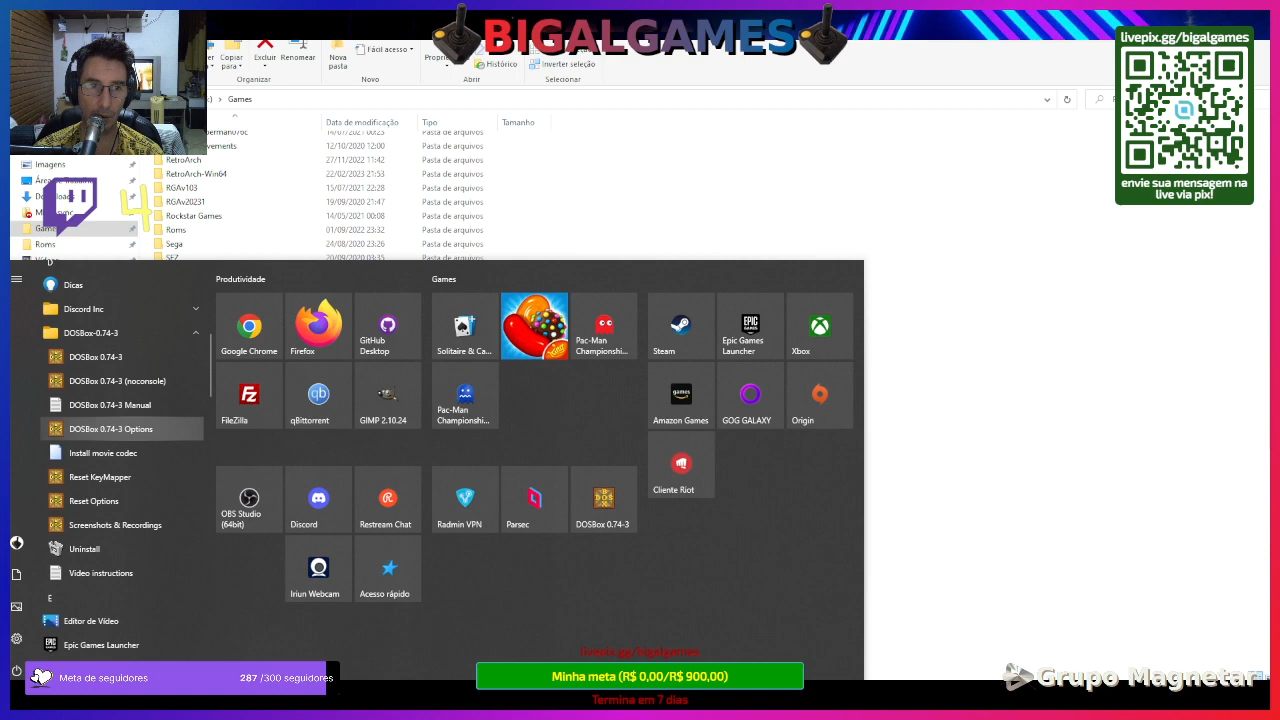 BIGALGAMES
livepix.gg/bigalgames
envie sua mensagem na
live via pix!
Copiar
para
Excluir
Renomear
Nova
pasta
Fácil acesso
Histórico
Inverter seleção
Organizar
Novo
Abrir
Selecionar
Games
Data de modificação
Tipo
Tamanho
12/10/2020 12:00
Pasta de arquivos
RetroArch
27/11/2022 11:42
Pasta de arquivos
RetroArch-Win64
22/02/2023 21:53
Pasta de arquivos
RGAv103
15/07/2021 22:28
Pasta de arquivos
RGAv20231
19/09/2020 21:47
Pasta de arquivos
Rockstar Games
14/05/2021 00:08
Pasta de arquivos
Roms
01/09/2022 23:32
Pasta de arquivos
Sega
24/08/2020 23:26
Pasta de arquivos
Imagens
Roms
4
Dicas
Discord Inc
DOSBox-0.74-3
DOSBox 0.74-3
DOSBox 0.74-3 (noconsole)
DOSBox 0.74-3 Manual
DOSBox 0.74-3 Options
Install movie codec
Reset KeyMapper
Reset Options
Screenshots & Recordings
Uninstall
Video instructions
E
Editor de Vídeo
Epic Games Launcher
Produtividade
Google Chrome
Firefox
GitHub
Desktop
FileZilla
qBittorrent
GIMP 2.10.24
OBS Studio
(64bit)
Discord
Restream Chat
Iriun Webcam
Acesso rápido
Games
Solitaire & Ca...
Pac-Man
Championshi...
Pac-Man
Championshi...
Radmin VPN
Parsec
DOSBox 0.74-3
Steam
Epic Games
Launcher
Xbox
Amazon Games
GOG GALAXY
Origin
Cliente Riot
Meta de seguidores
287 /300 seguidores
livepix.gg/bigalgames
Minha meta (R$ 0,00/R$ 900,00)
Termina em 7 dias
Grupo Magnetar